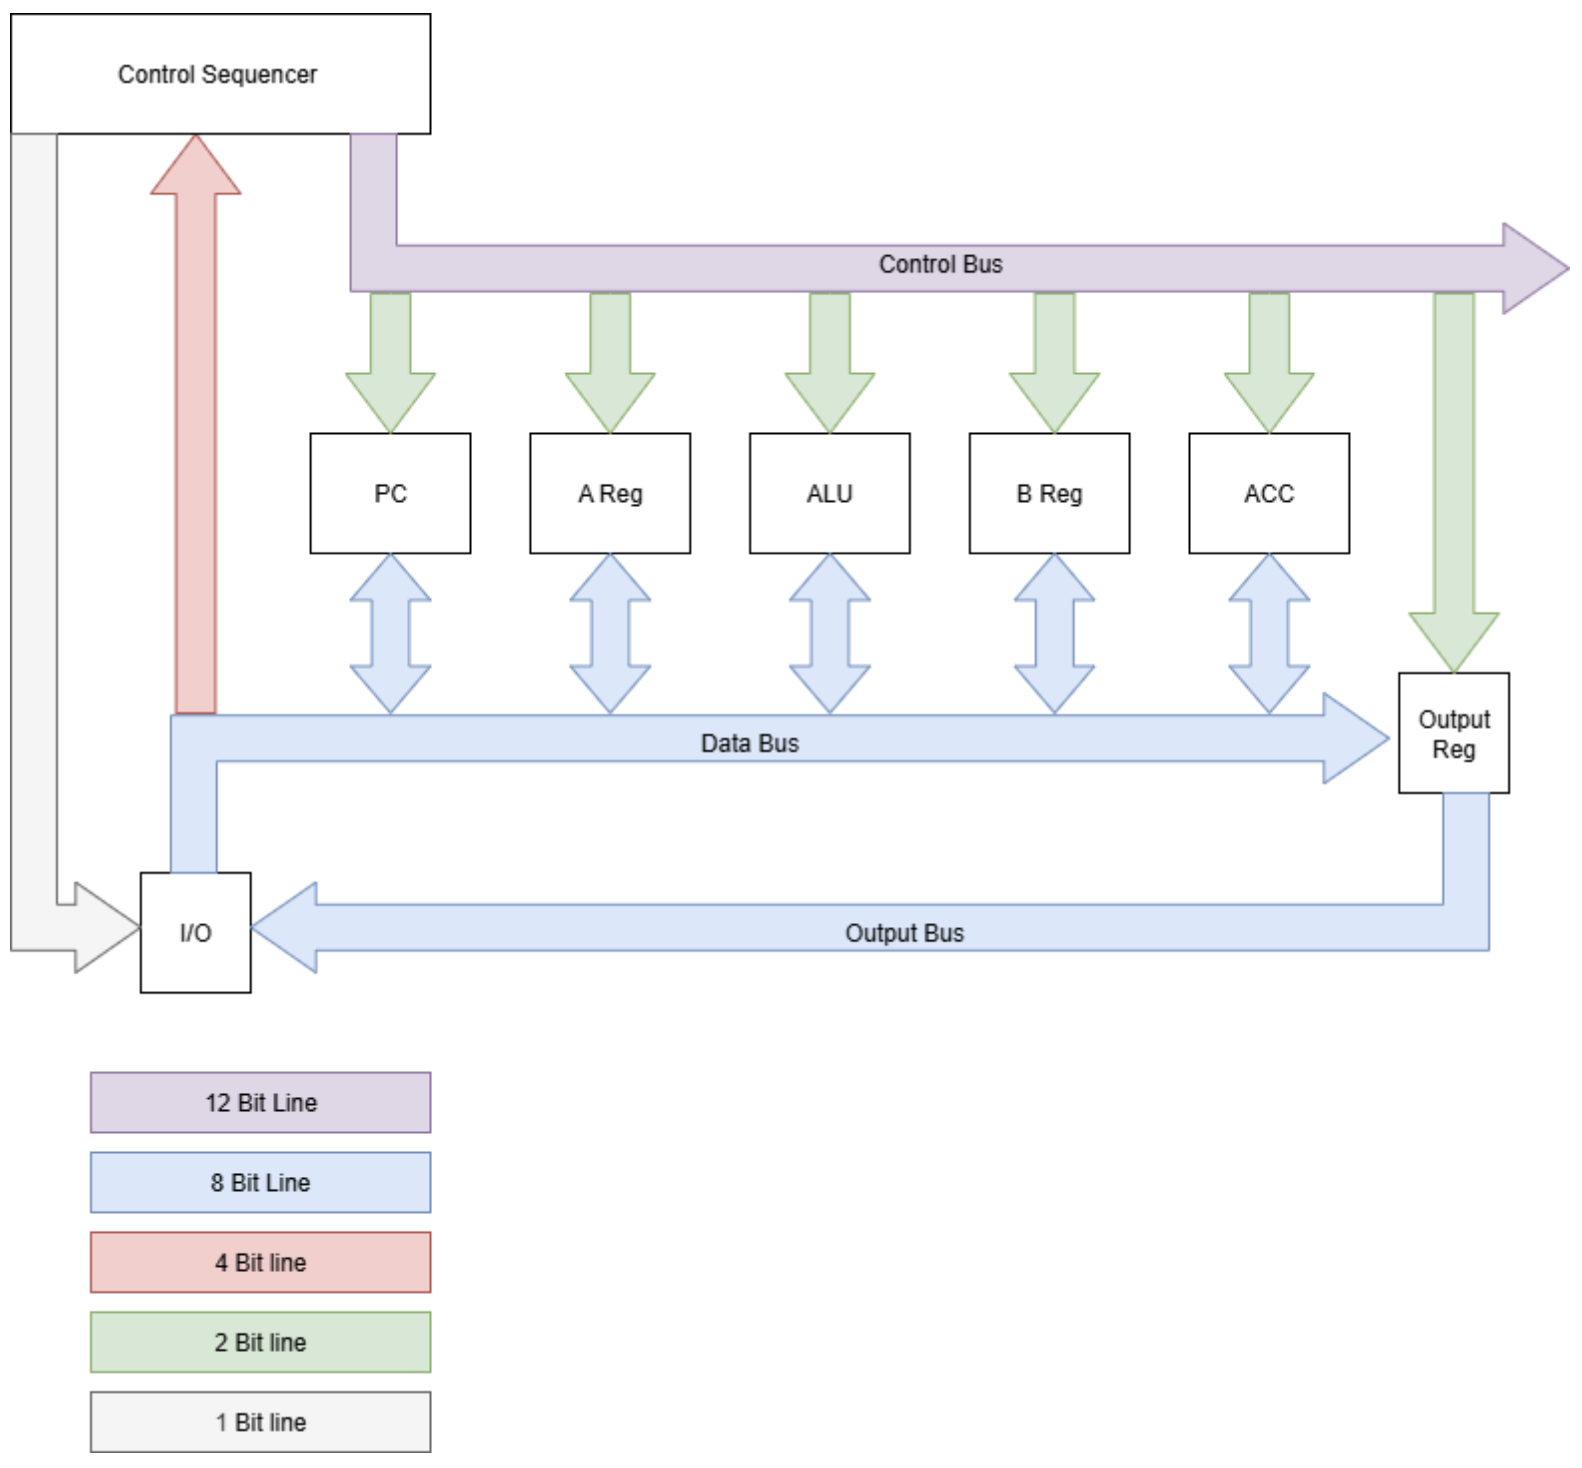 Control Sequencer
Control Bus
PC
A Reg
ALU
B Reg
ACC
Output
Reg
Data Bus
I/O
Output Bus
12 Bit Line
8 Bit Line
4 Bit line
2 Bit line
1 Bit line